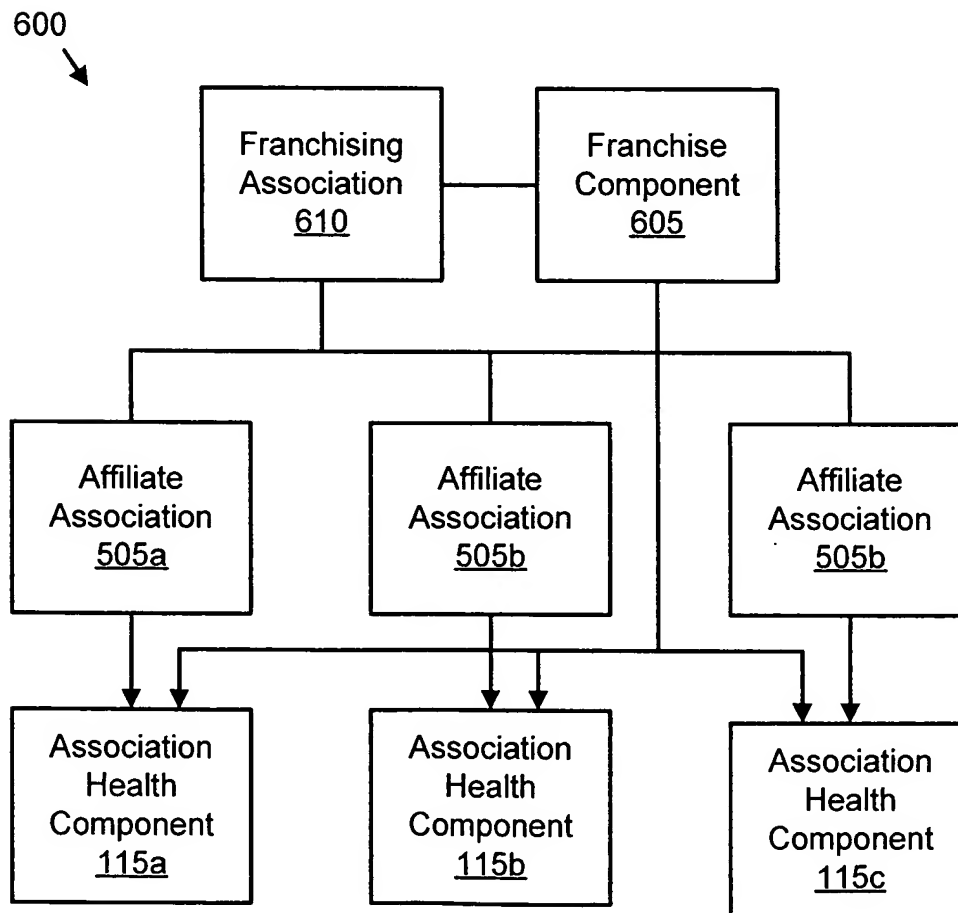 600
Franchising
Association
610
Franchise
Component
605
Affiliate
Association
505a
Affiliate
Association
505b
Affiliate
Association
505b
Association
Health
Component
115a
Association
Health
Component
115b
Association
Health
Component
115c